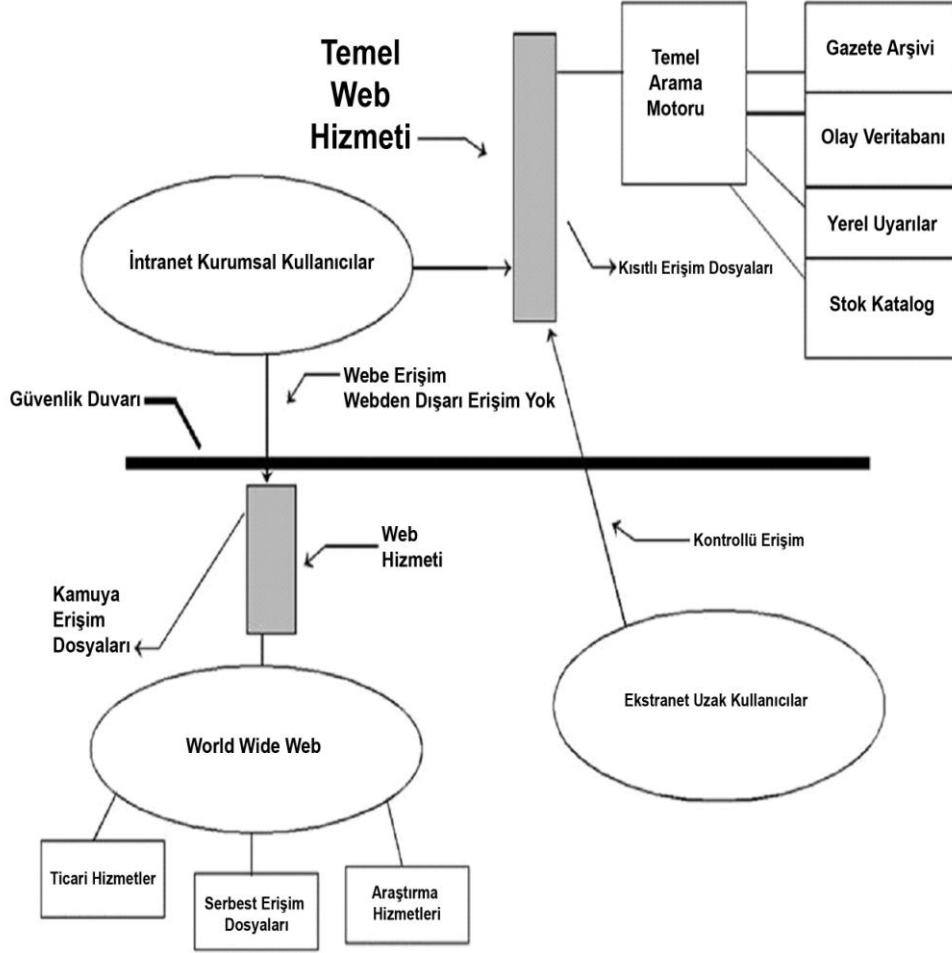 Temel
Web
Hizmeti
Temel
Arama
Motoru
Gazete Arşivi
Olay Veritabanı
Yerel Uyarılar
Stok Katalog
İntranet Kurumsal Kullanıcılar
Kısıtlı Erişim Dosyaları
Webe Erişim
Webden Dışarı Erişim Yok
Güvenlik Duvarı
Web
Hizmeti
Kontrollü Erişim
Kamuya
Erişim
Dosyaları
Ekstranet Uzak Kullanıcılar
World Wide Web
Ticari Hizmetler
Serbest Erişim
Dosyaları
Araştırma
Hizmetleri